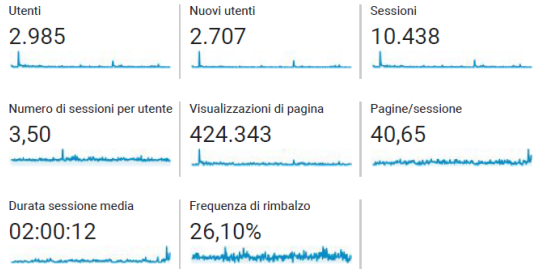 Utenti
2.985
Nuovi utenti
2.707
Sessioni
10.438
Numero di sessioni per utente
3,50
Visualizzazioni di pagina
424.343
Pagine/sessione
40,65
Durata sessione media
02:00:12
Frequenza di rimbalzo
26,10%